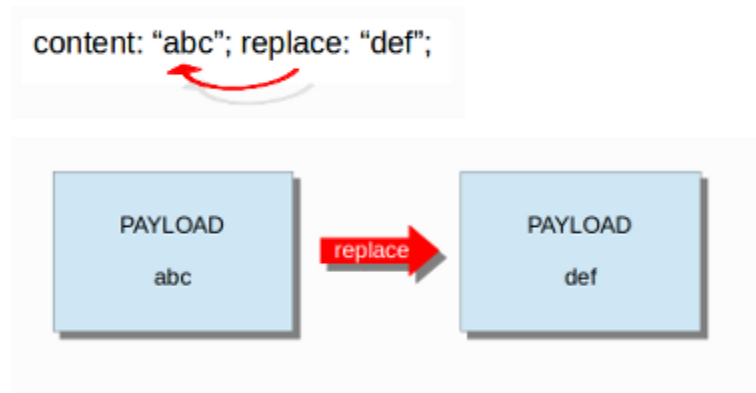 content: “abc”; replace: “def”;
PAYLOAD
abc
replace
PAYLOAD
def